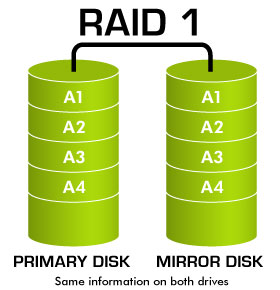 RAID 1
A1 A1
A2 A2
A3 A3
A4 A4
PRIMARY DISK MIRROR DISK
Same information on both drives